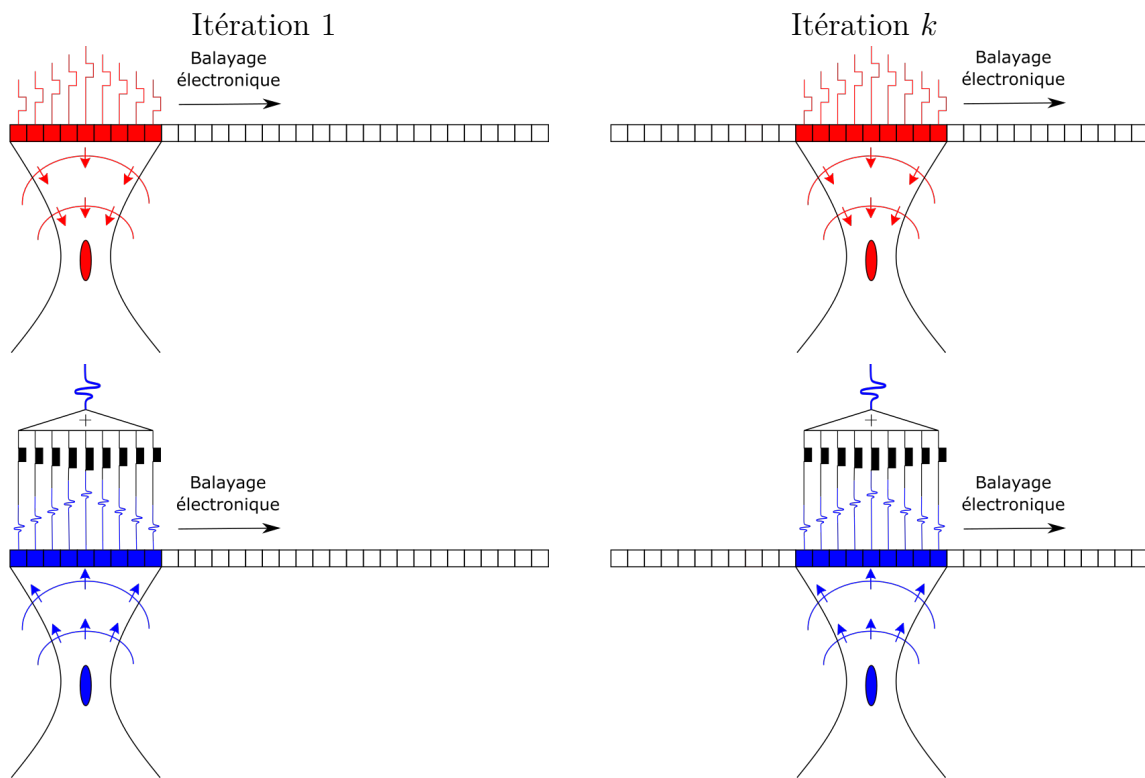 Itération 1
Itération k
Balayage
électronique
Balayage
électronique
+
+
Balayage
électronique
Balayage
électronique